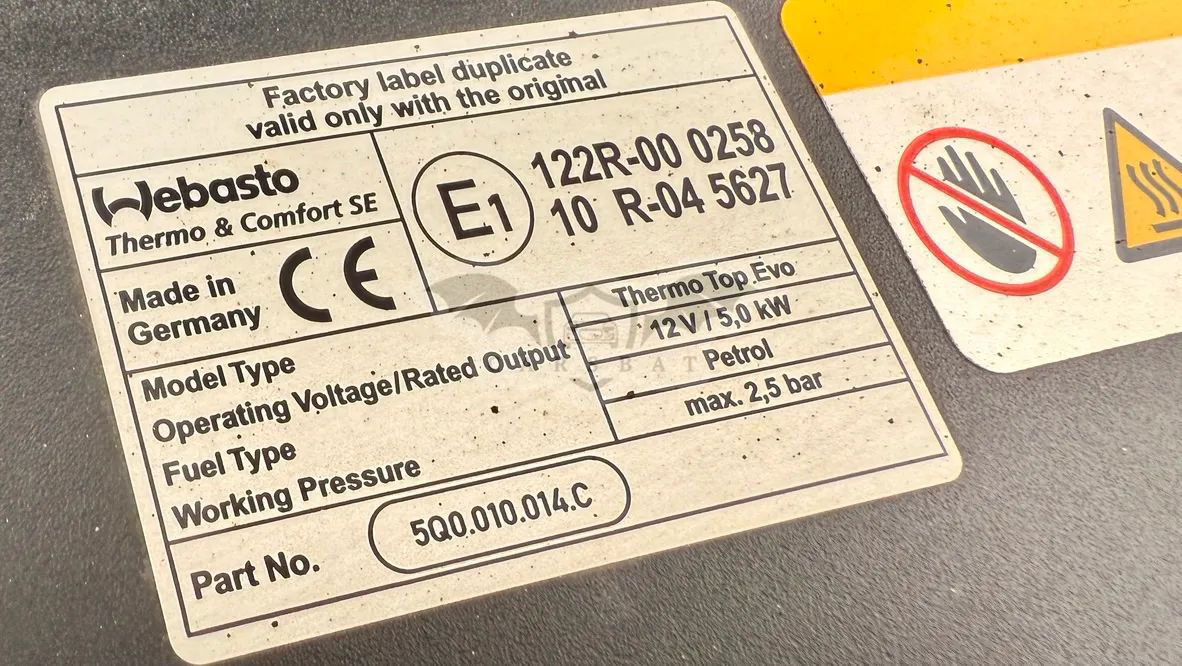 Factory label duplicate
valid only with the original
Webasto
Thermo & Comfort SE
E1
122R-00 0258
10 R-04 5627
Made in
Germany
CE
Model Type
Thermo Top Evo
Operating Voltage/Rated Output
12V / 5,0 kW
Fuel Type
Petrol
Working Pressure
max. 2,5 bar
Part No.
5Q0.010.014.C